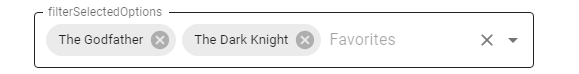 filterSelectedOptions
The Godfather The Dark Knight Favorites